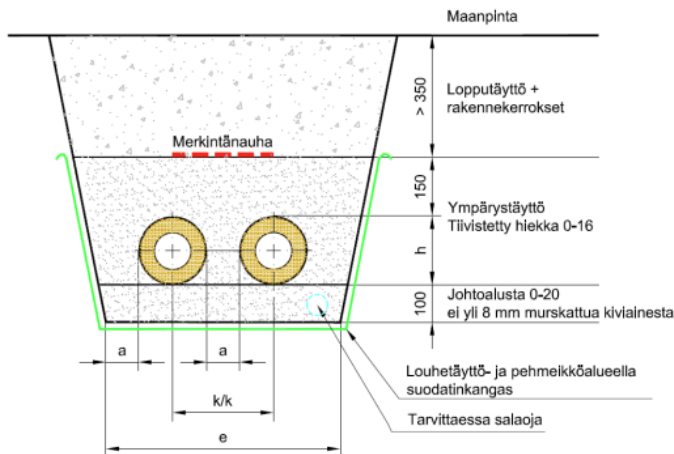 Maanpinta
> 350
Lopputäyttö +
rakennekerrokset
Merkintänauha
150
Ympärystäyttö
Tiivistetty hiekka 0-16
h
100
Johtoalusta 0-20
ei yli 8 mm murskattua kiviainesta
a
a
Louhetäyttö- ja pehmeikköalueella
suodatinkangas
k/k
Tarvittaessa salaoja
e